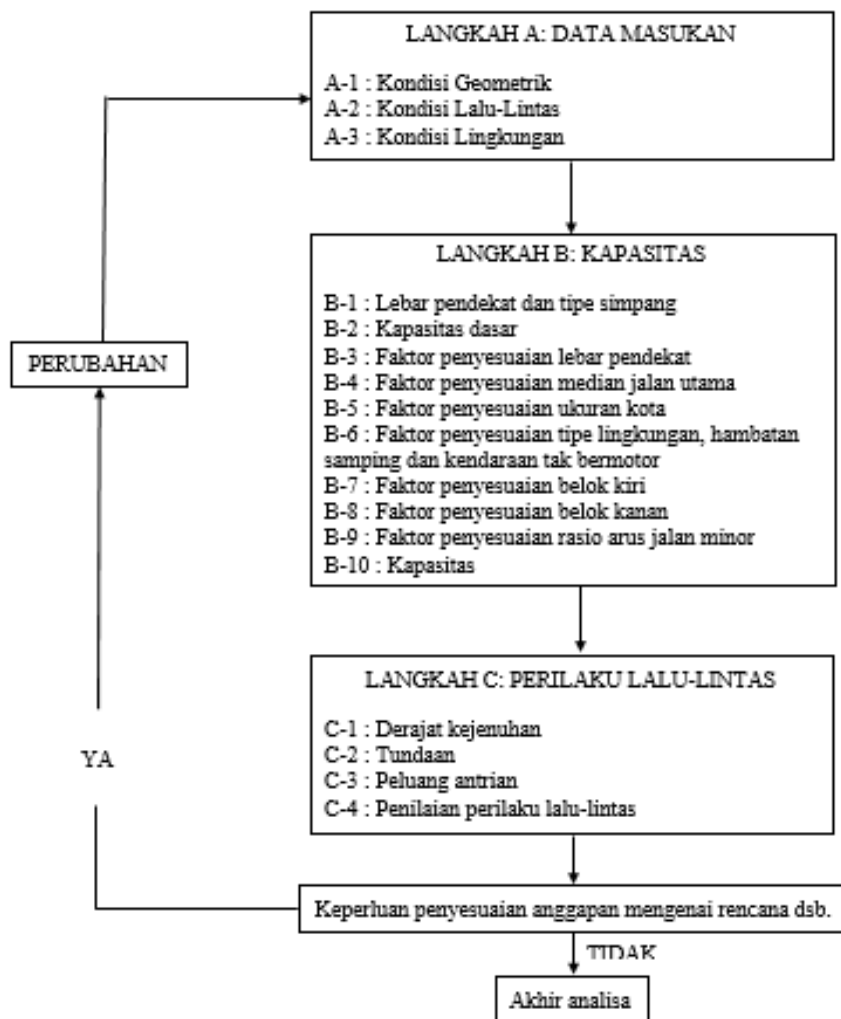 LANGKAH A: DATA MASUKAN
A-1 : Kondisi Geometrik
A-2 : Kondisi Lalu-Lintas
A-3 : Kondisi Lingkungan
LANGKAH B: KAPASITAS
B-1 : Lebar pendekat dan tipe simpang
B-2 : Kapasitas dasar
B-3 : Faktor penyesuaian lebar pendekat
B-4 : Faktor penyesuaian median jalan utama
B-5 : Faktor penyesuaian ukuran kota
B-6 : Faktor penyesuaian tipe lingkungan, hambatan
samping dan kendaraan tak bermotor
B-7 : Faktor penyesuaian belok kiri
B-8 : Faktor penyesuaian belok kanan
B-9 : Faktor penyesuaian rasio arus jalan minor
B-10 : Kapasitas
PERUBAHAN
LANGKAH C: PERILAKU LALU-LINTAS
C-1 : Derajat kejenuhan
C-2 : Tundaan
C-3 : Peluang antrian
C-4 : Penilaian perilaku lalu-lintas
YA
Keperluan penyesuaian anggapan mengenai rencana dsb.
TIDAK
Akhir analisa